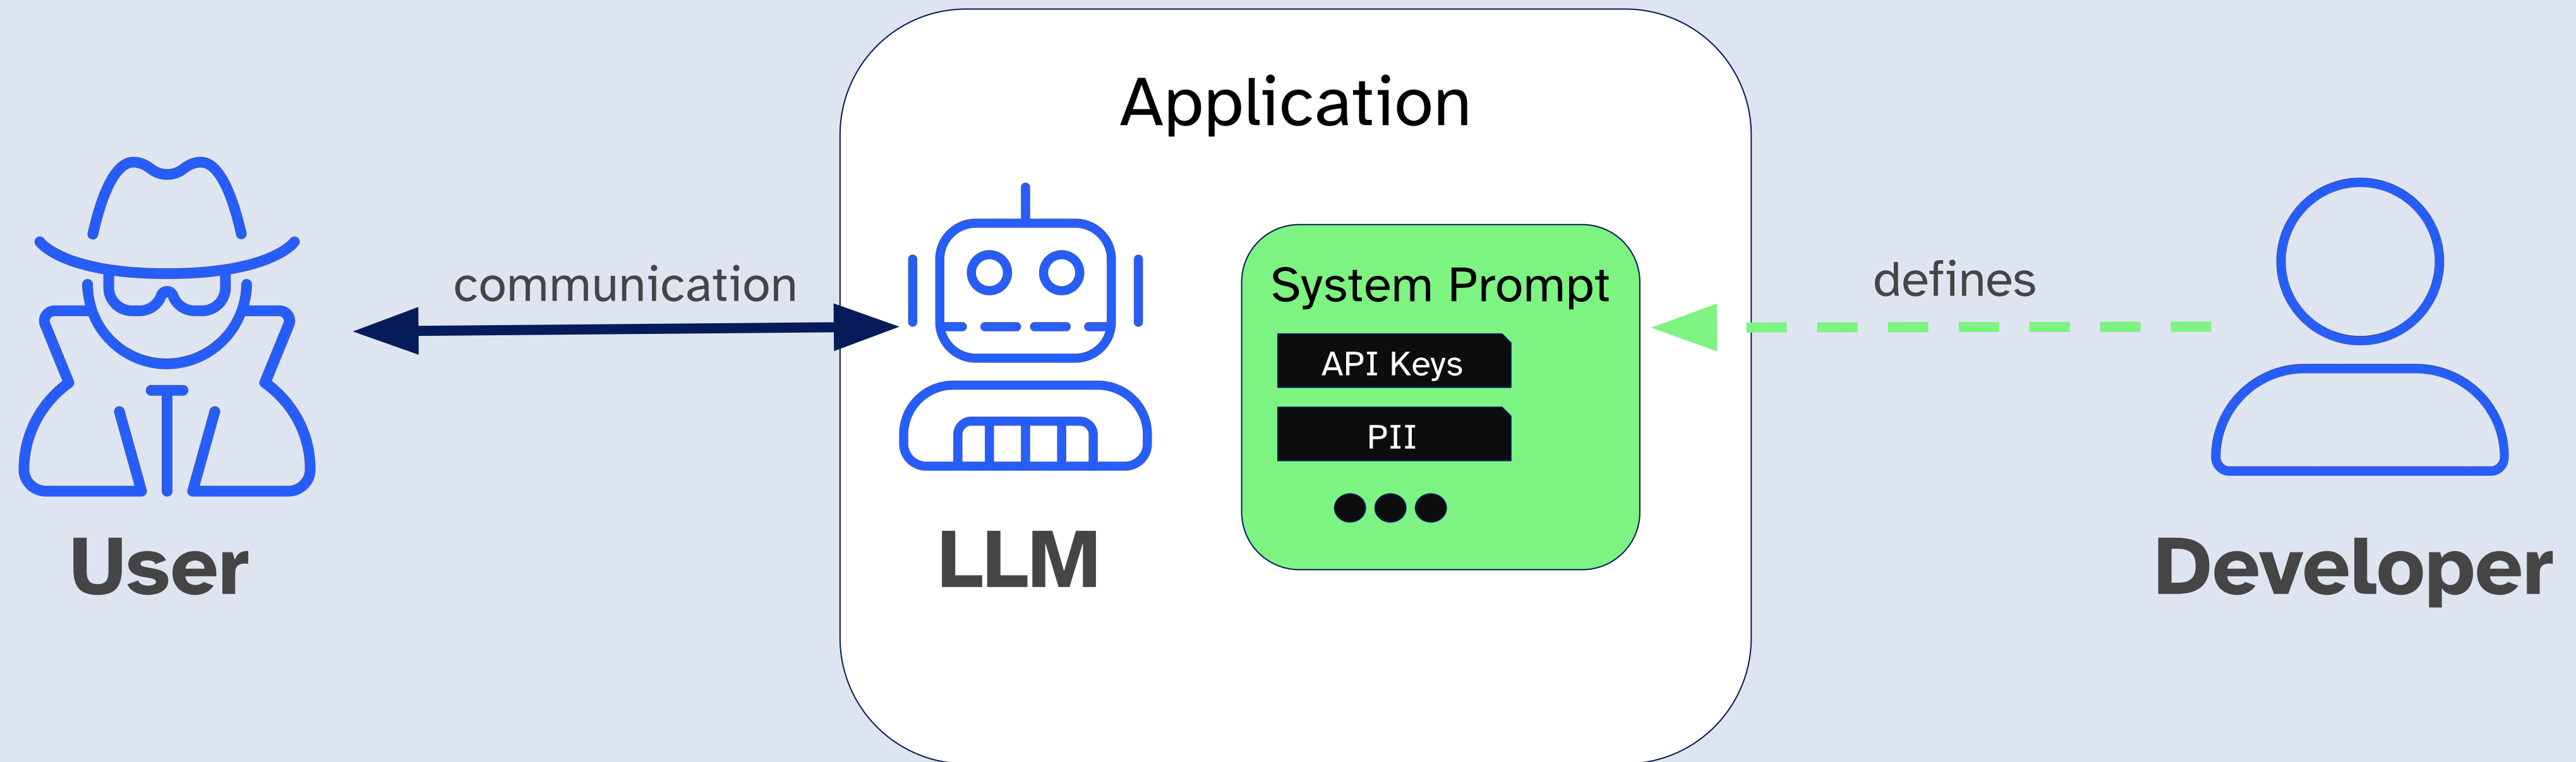 Application
communication
System Prompt
defines
API Keys
PII
User
LLM
Developer